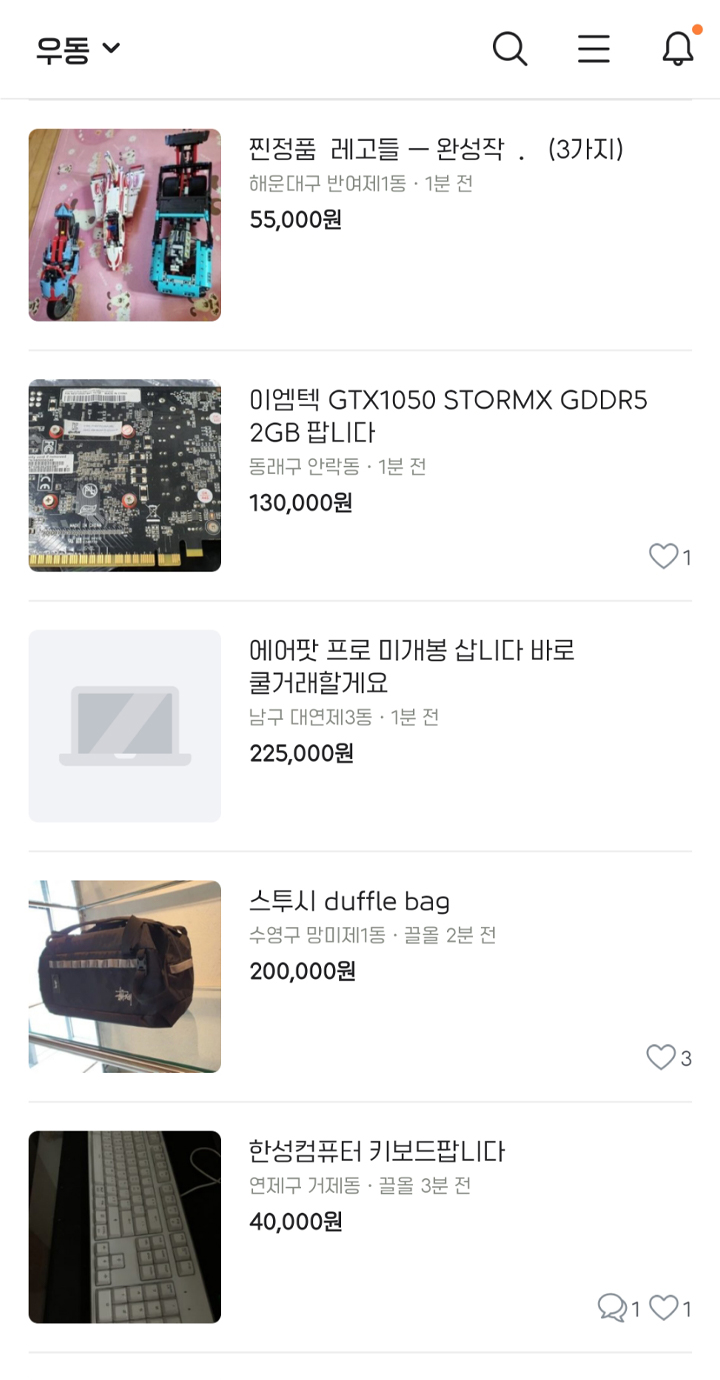 우동
찐정품 레고들 — 완성작 . (3가지)
해운대구 반여제1동 · 1분 전
55,000원
이엠텍 GTX1050 STORMX GDDR5
2GB 팝니다
동래구 안락동 · 1분 전
130,000원
1
에어팟 프로 미개봉 삽니다 바로
쿨거래할게요
남구 대연제3동 · 1분 전
225,000원
스투시 duffle bag
수영구 망미제1동 · 끌올 2분 전
200,000원
3
한성컴퓨터 키보드팝니다
연제구 거제동 · 끌올 3분 전
40,000원
1 1